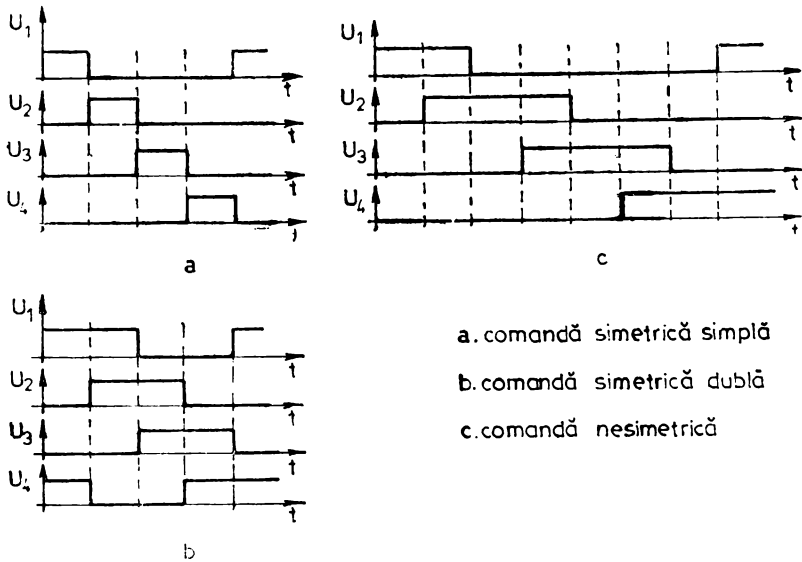 U1
t
U2
t
U3
t
U4
t
a
U1
t
U2
t
U3
t
U4
t
c
U1
t
U2
t
U3
t
U4
t
b
a. comandă simetrică simplă
b. comandă simetrică dublă
c. comandă nesimetrică